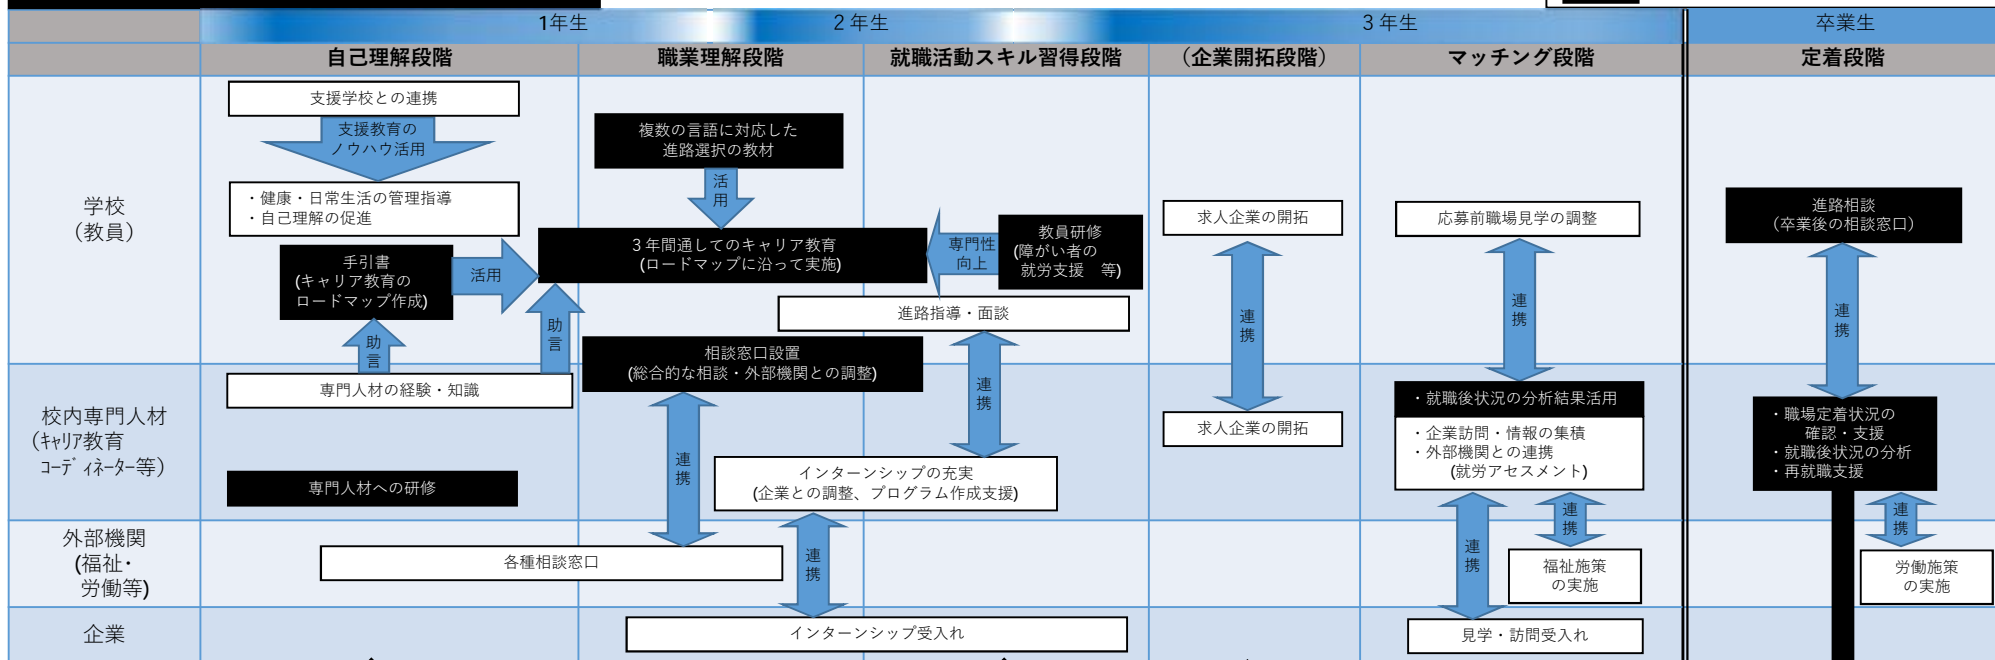 1年生
２年生
３年生
卒業生
自己理解段階
職業理解段階
就職活動スキル習得段階
（企業開拓段階）
マッチング段階
定着段階
学校
（教員）
支援学校との連携
支援教育の
ノウハウ活用
・健康・日常生活の管理指導
・自己理解の促進
手引書
(キャリア教育の
ロードマップ作成)
活用
助言
助言
複数の言語に対応した
進路選択の教材
活用
３年間通してのキャリア教育
(ロードマップに沿って実施)
専門性
向上
教員研修
(障がい者の
就労支援　等)
進路指導・面談
相談窓口設置
(総合的な相談・外部機関との調整)
求人企業の開拓
連携
応募前職場見学の調整
連携
進路相談
(卒業後の相談窓口)
連携
校内専門人材
（ｷｬﾘｱ教育
ｺｰﾃﾞｨﾈｰﾀｰ等）
専門人材の経験・知識
専門人材への研修
連携
連携
インターンシップの充実
(企業との調整、プログラム作成支援)
求人企業の開拓
・就職後状況の分析結果活用
・企業訪問・情報の集積
・外部機関との連携
(就労アセスメント)
・職場定着状況の
確認・支援
・就職後状況の分析
・再就職支援
外部機関
(福祉・
労働等)
各種相談窓口
連携
連携
連携
福祉施策
の実施
連携
労働施策
の実施
企業
インターンシップ受入れ
見学・訪問受入れ